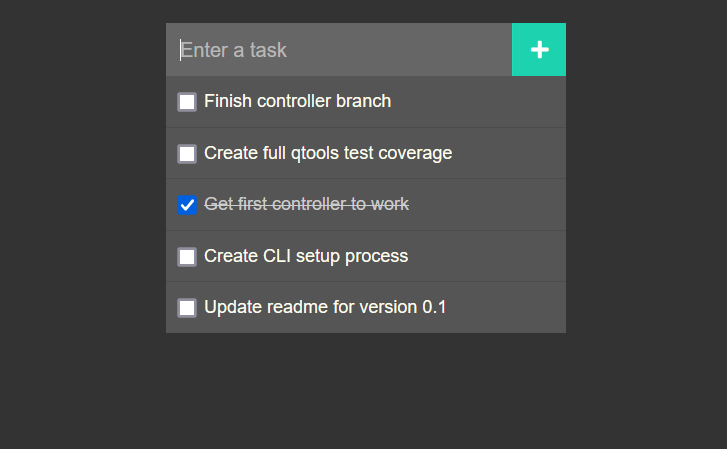 Enter a task
Finish controller branch
Create full qtools test coverage
Get first controller to work
Create CLI setup process
Update readme for version 0.1